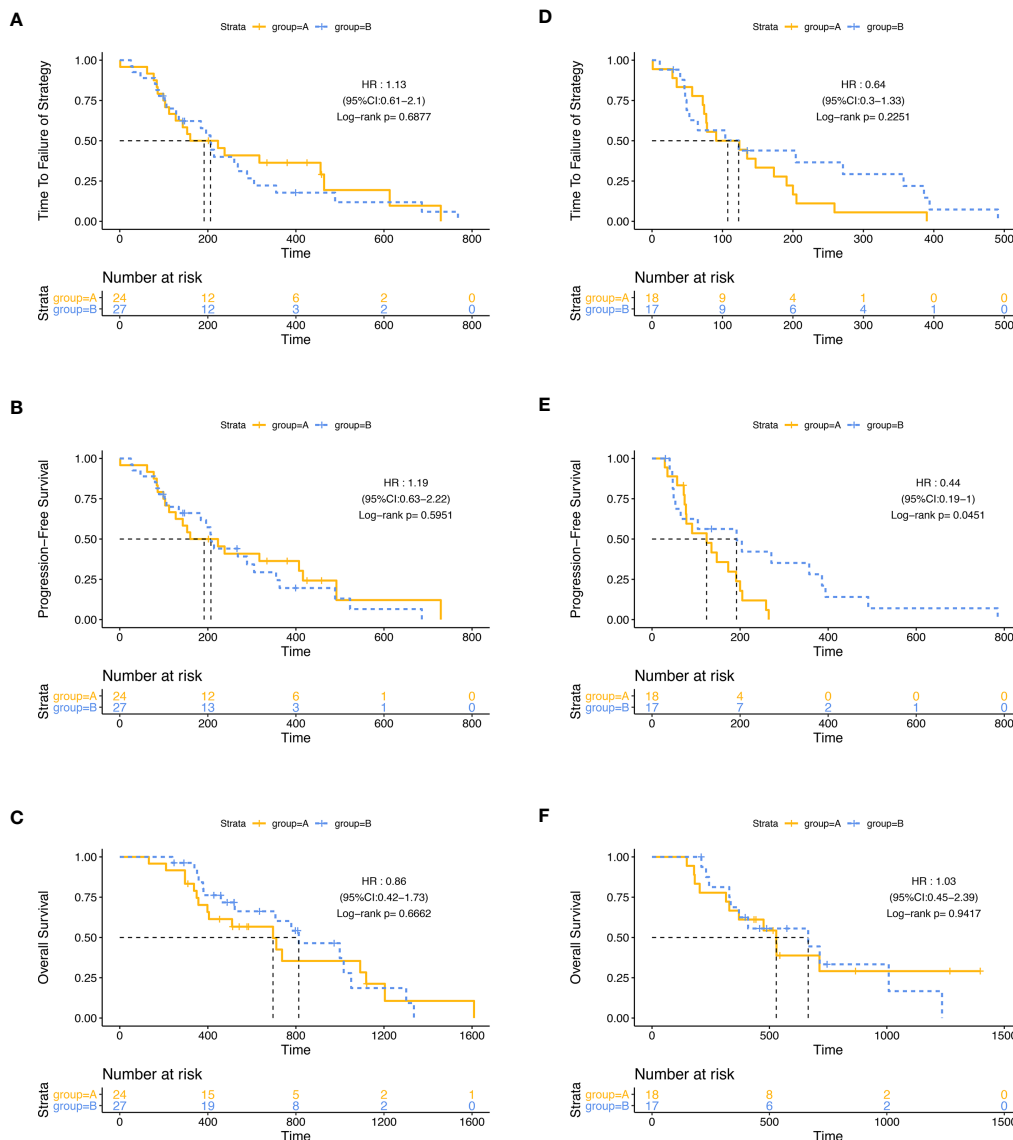 A
Strata group=A group=B
Time To Failure of Strategy
1.00
0.75
0.50
0.25
0.00
HR : 1.13
(95%CI:0.61−2.1)
Log−rank p= 0.6877
0 200 400 600 800
Time
Number at risk
Strata
group=A 24 12 6 2 0
group=B 27 12 3 2 0
0 200 400 600 800
Time
D
Strata group=A group=B
Time To Failure of Strategy
1.00
0.75
0.50
0.25
0.00
HR : 0.64
(95%CI:0.3−1.33)
Log−rank p= 0.2251
0 100 200 300 400 500
Time
Number at risk
Strata
group=A 18 9 4 1 0 0
group=B 17 9 6 4 1 0
0 100 200 300 400 500
Time
B
Strata group=A group=B
Progression−Free Survival
1.00
0.75
0.50
0.25
0.00
HR : 1.19
(95%CI:0.63−2.22)
Log−rank p= 0.5951
0 200 400 600 800
Time
Number at risk
Strata
group=A 24 12 6 1 0
group=B 27 13 3 1 0
0 200 400 600 800
Time
E
Strata group=A group=B
Progression−Free Survival
1.00
0.75
0.50
0.25
0.00
HR : 0.44
(95%CI:0.19−1)
Log−rank p= 0.0451
0 200 400 600 800
Time
Number at risk
Strata
group=A 18 4 0 0 0
group=B 17 7 2 1 0
0 200 400 600 800
Time
C
Strata group=A group=B
Overall Survival
1.00
0.75
0.50
0.25
0.00
HR : 0.86
(95%CI:0.42−1.73)
Log−rank p= 0.6662
0 400 800 1200 1600
Time
Number at risk
Strata
group=A 24 15 5 2 1
group=B 27 19 8 2 0
0 400 800 1200 1600
Time
F
Strata group=A group=B
Overall Survival
1.00
0.75
0.50
0.25
0.00
HR : 1.03
(95%CI:0.45−2.39)
Log−rank p= 0.9417
0 500 1000 1500
Time
Number at risk
Strata
group=A 18 8 2 0
group=B 17 6 2 0
0 500 1000 1500
Time